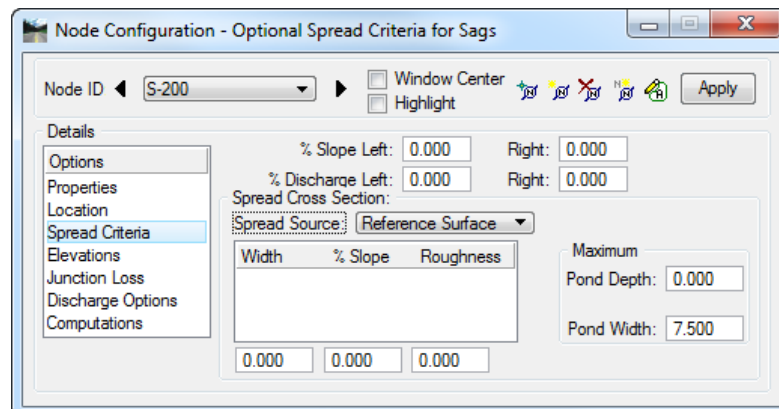 Node Configuration - Optional Spread Criteria for Sags
Node ID S-200 Window Center Apply
Highlight
Details
Options
Properties
Location
Spread Criteria
Elevations
Junction Loss
Discharge Options
Computations
% Slope Left: 0.000 Right: 0.000
% Discharge Left: 0.000 Right: 0.000
Spread Cross Section:
Spread Source: Reference Surface
Width % Slope Roughness
0.000 0.000 0.000
Maximum
Pond Depth: 0.000
Pond Width: 7.500